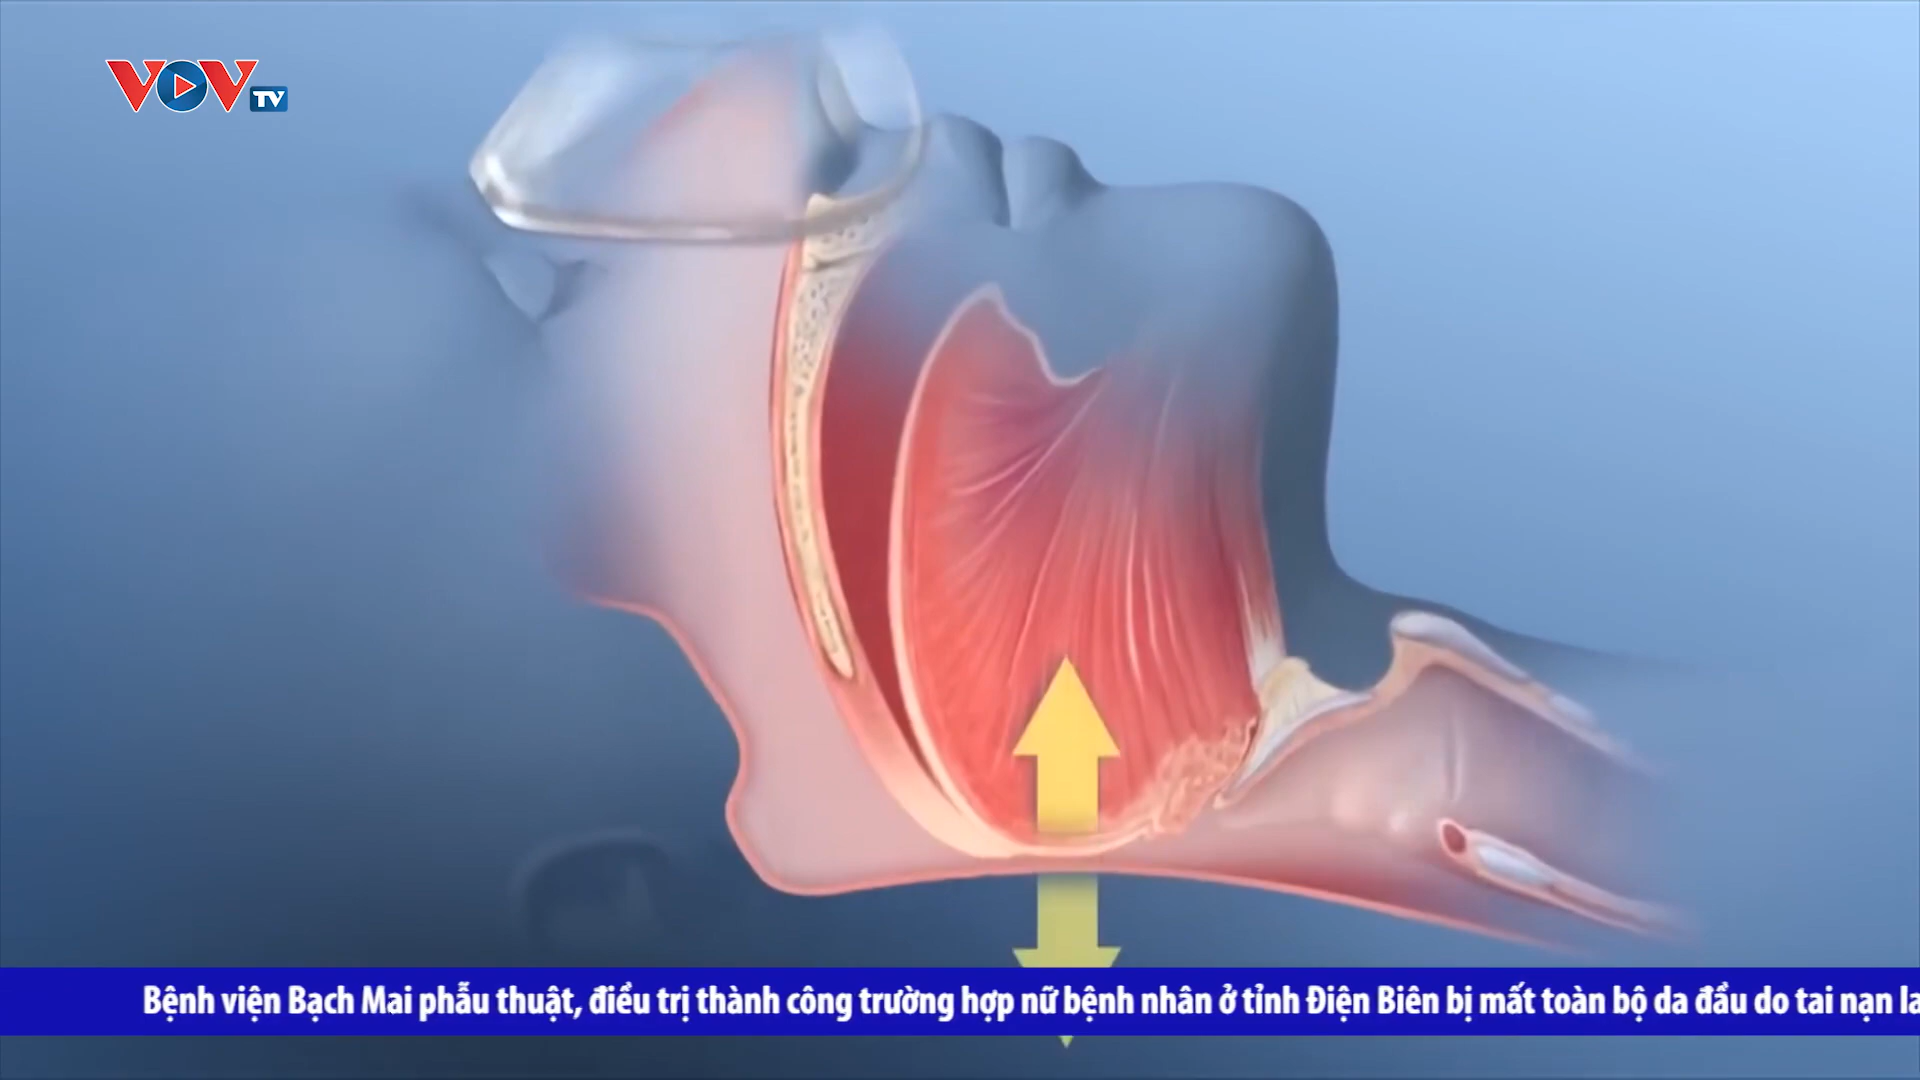 VOV TV
Bệnh viện Bạch Mai phẫu thuật, điều trị thành công trường hợp nữ bệnh nhân ở tỉnh Điện Biên bị mất toàn bộ da đầu do tai nạn